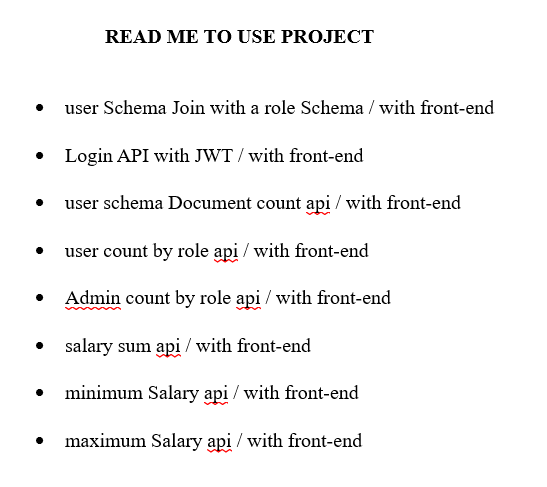 READ ME TO USE PROJECT
• user Schema Join with a role Schema / with front-end
• Login API with JWT / with front-end
• user schema Document count api / with front-end
• user count by role api / with front-end
• Admin count by role api / with front-end
• salary sum api / with front-end
• minimum Salary api / with front-end
• maximum Salary api / with front-end